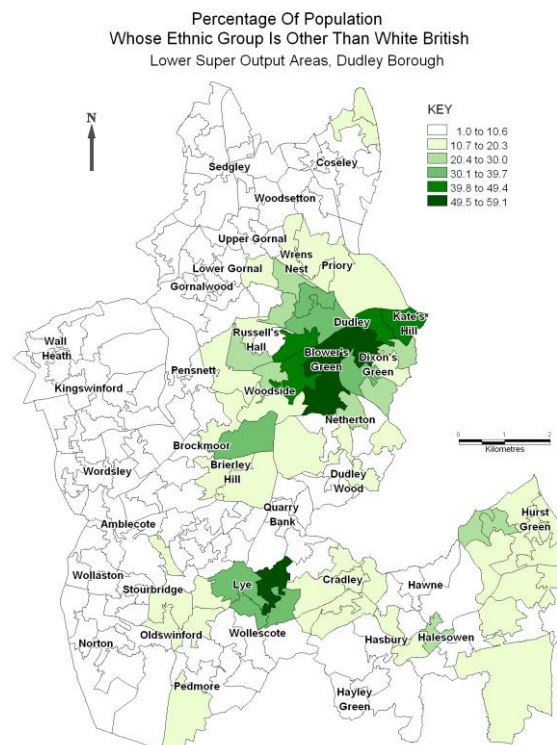 Percentage Of Population
Whose Ethnic Group Is Other Than White British
Lower Super Output Areas, Dudley Borough
N
KEY
1.0 to 10.6
10.7 to 20.3
20.4 to 30.0
30.1 to 39.7
39.8 to 49.4
49.5 to 59.1
Sedgley
Coseley
Woodsetton
Upper Gornal
Wrens
Nest
Priory
Lower Gornal
Gornalwood
Dudley
Kate's
Hill
Russell's
Hall
Wall
Heath
Blower's
Green
Dixon's
Green
Pensnett
Kingswinford
Woodside
Netherton
Brockmoor
Brierley
Hill
Wordsley
Dudley
Wood
0 1 2
Kilometres
Quarry
Bank
Amblecote
Hurst
Green
Wollaston
Stourbridge
Lye
Cradley
Hawne
Oldswinford
Wollescote
Norton
Hasbury
Halesowen
Pedmore
Hayley
Green